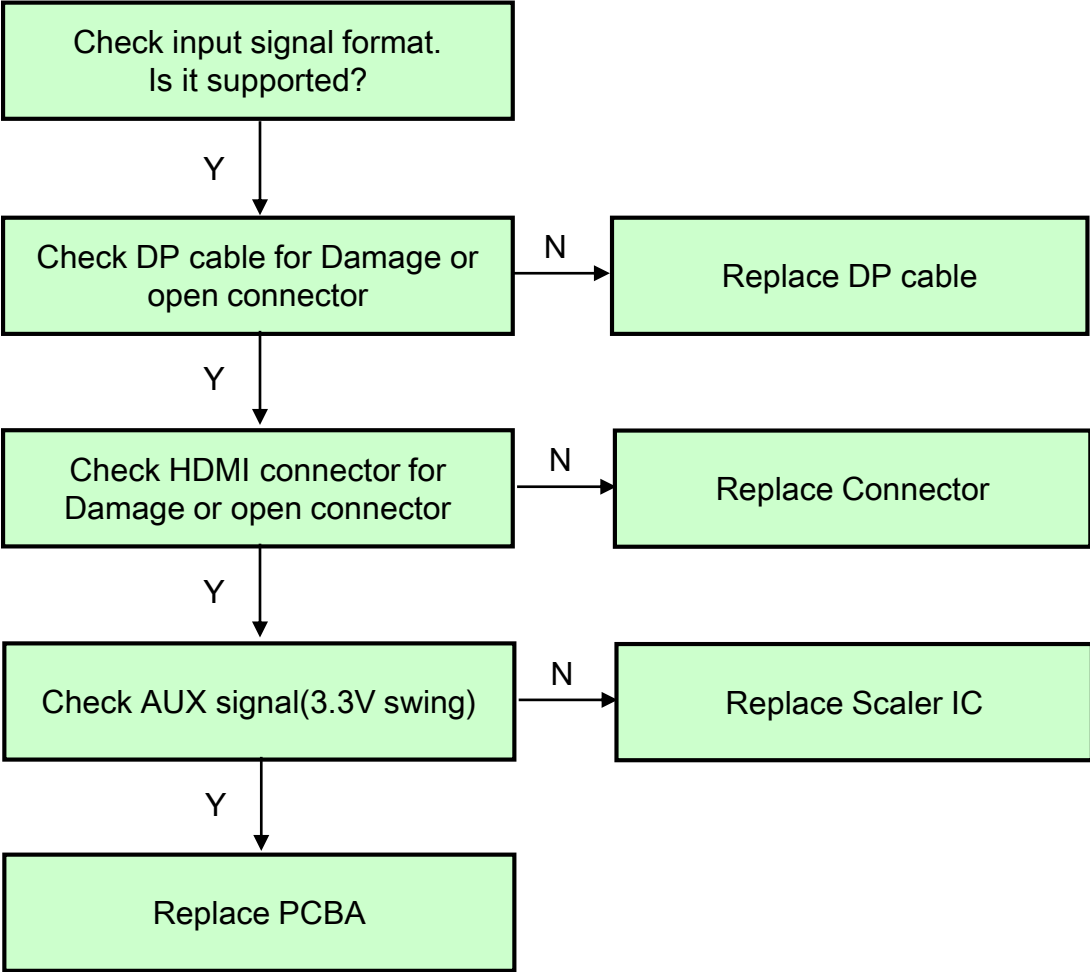 Check input signal format.
Is it supported?
Y
Check DP cable for Damage or
open connector
N
Replace DP cable
Y
Check HDMI connector for
Damage or open connector
N
Replace Connector
Y
Check AUX signal(3.3V swing)
N
Replace Scaler IC
Y
Replace PCBA